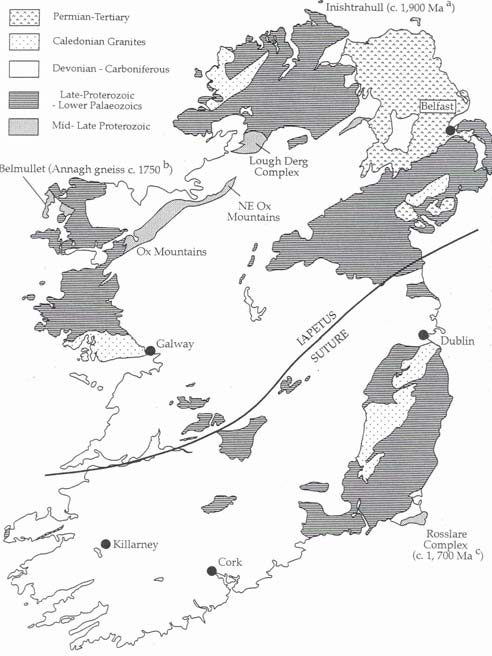 Inishtrahull (c. 1,900 Ma a)
Permian-Tertiary
Caledonian Granites
Devonian - Carboniferous
Late-Proterozoic
- Lower Palaeozoics
Mid- Late Proterozoic
Belfast
Lough Derg
Complex
Belmullet (Annagh gneiss c. 1750 b)
NE Ox
Mountains
Ox Mountains
IAPETUS
SUTURE
Galway
Dublin
Rosslare
Complex
(c. 1, 700 Ma c)
Killarney
Cork